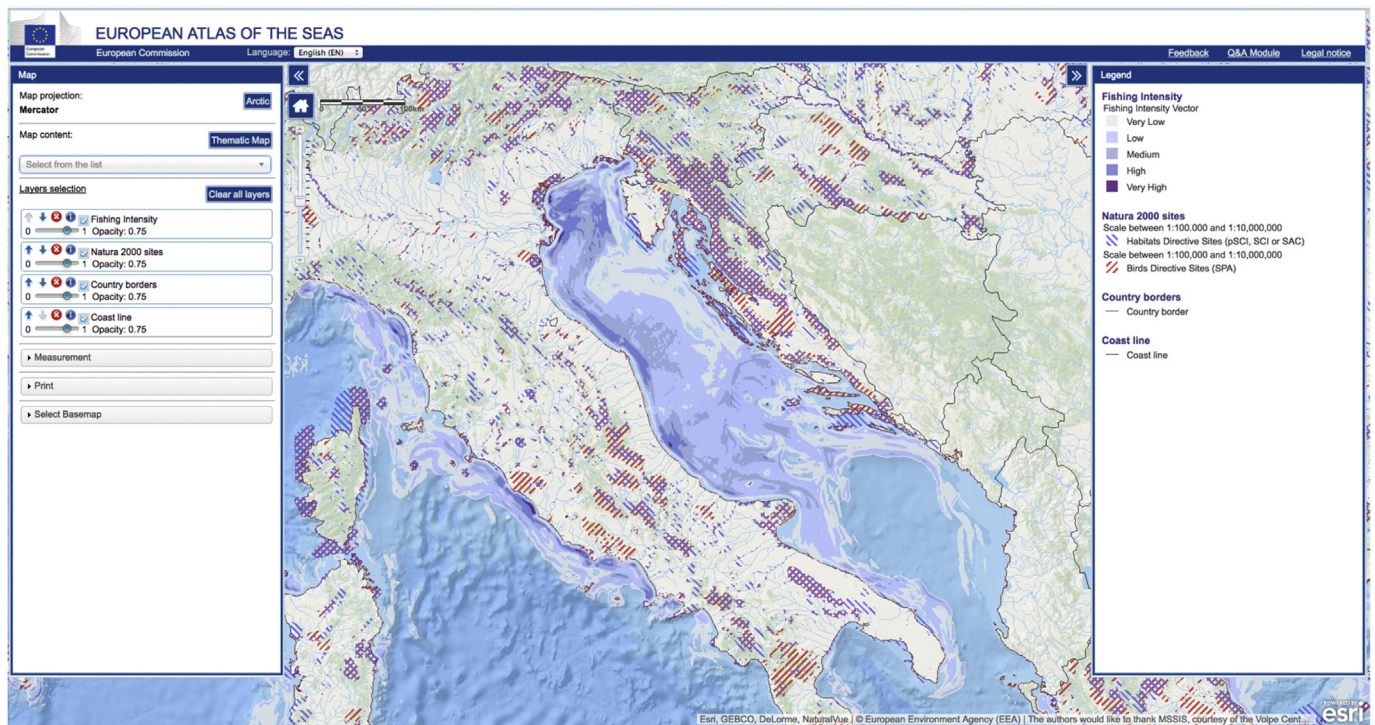 EUROPEAN ATLAS OF THE SEAS
European
Commission
European Commission
Language: English (EN)
Feedback Q&A Module Legal notice
Map
Map projection:
Mercator
Arctic
Map content:
Thematic Map
Select from the list
Layers selection
Clear all layers
Fishing Intensity
0 1 Opacity: 0.75
Natura 2000 sites
0 1 Opacity: 0.75
Country borders
0 1 Opacity: 0.75
Coast line
0 1 Opacity: 0.75
Measurement
Print
Select Basemap
0 50 100km
Legend
Fishing Intensity
Fishing Intensity Vector
Very Low
Low
Medium
High
Very High
Natura 2000 sites
Scale between 1:100.000 and 1:10,000,000
Habitats Directive Sites (pSCI, SCI or SAC)
Scale between 1:100,000 and 1:10,000,000
Birds Directive Sites (SPA)
Country borders
Country border
Coast line
Coast line
Esri, GEBCO, DeLorme, NaturalVue | © European Environment Agency (EEA) | The authors would like to thank MSSIS, courtesy of the Volpe Cent...
POWERED BY
esri